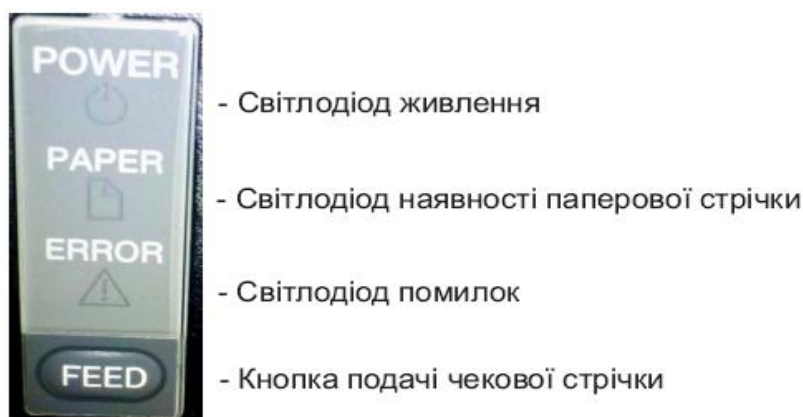 POWER
- Світлодіод живлення
PAPER
- Світлодіод наявності паперової стрічки
ERROR
- Світлодіод помилок
FEED
- Кнопка подачі чекової стрічки